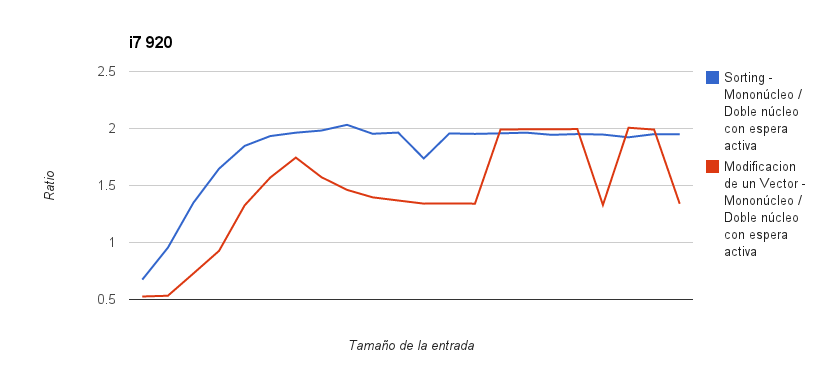 i7 920
2.5
2
1.5
1
0.5
Ratio
Tamaño de la entrada
Sorting -
Mononúcleo /
Doble núcleo
con espera
activa
Modificacion
de un Vector -
Mononúcleo /
Doble núcleo
con espera
activa